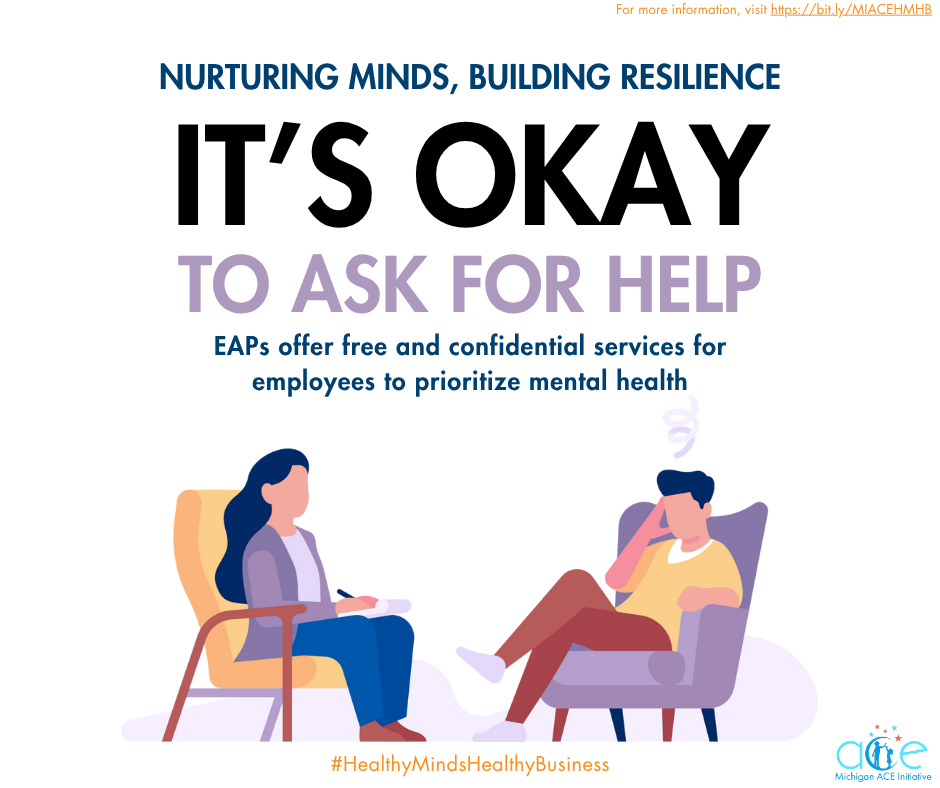 For more information, visit https://bit.ly/MIACEHMHB
NURTURING MINDS, BUILDING RESILIENCE
IT'S OKAY
TO ASK FOR HELP
EAPs offer free and confidential services for
employees to prioritize mental health
#HealthyMindsHealthyBusiness
ace
Michigan ACE Initiative